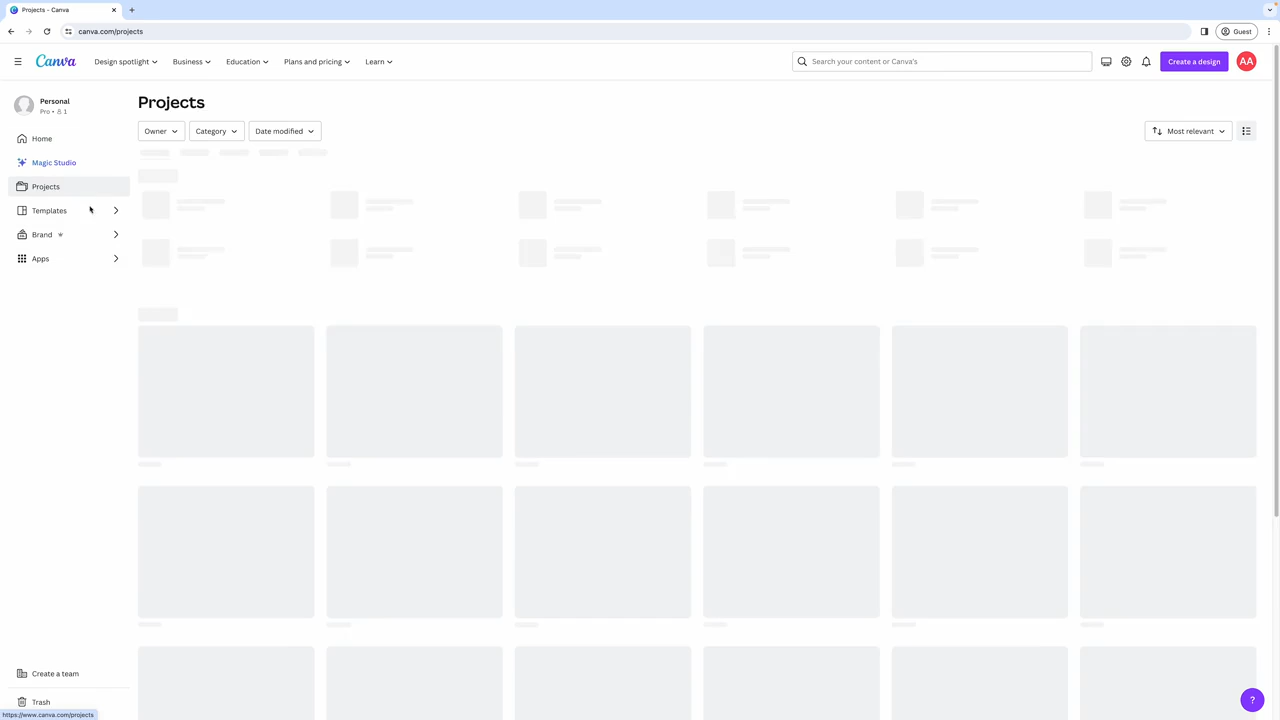 Projects - Canva
canva.com/projects
Guest
Canva
Design spotlight
Business
Education
Plans and pricing
Learn
Search your content or Canva's
Create a design
AA
Personal
Pro • 1
Home
Magic Studio
Projects
Templates
Brand
Apps
Create a team
Trash
Projects
Owner
Category
Date modified
Most relevant
?
https://www.canva.com/projects